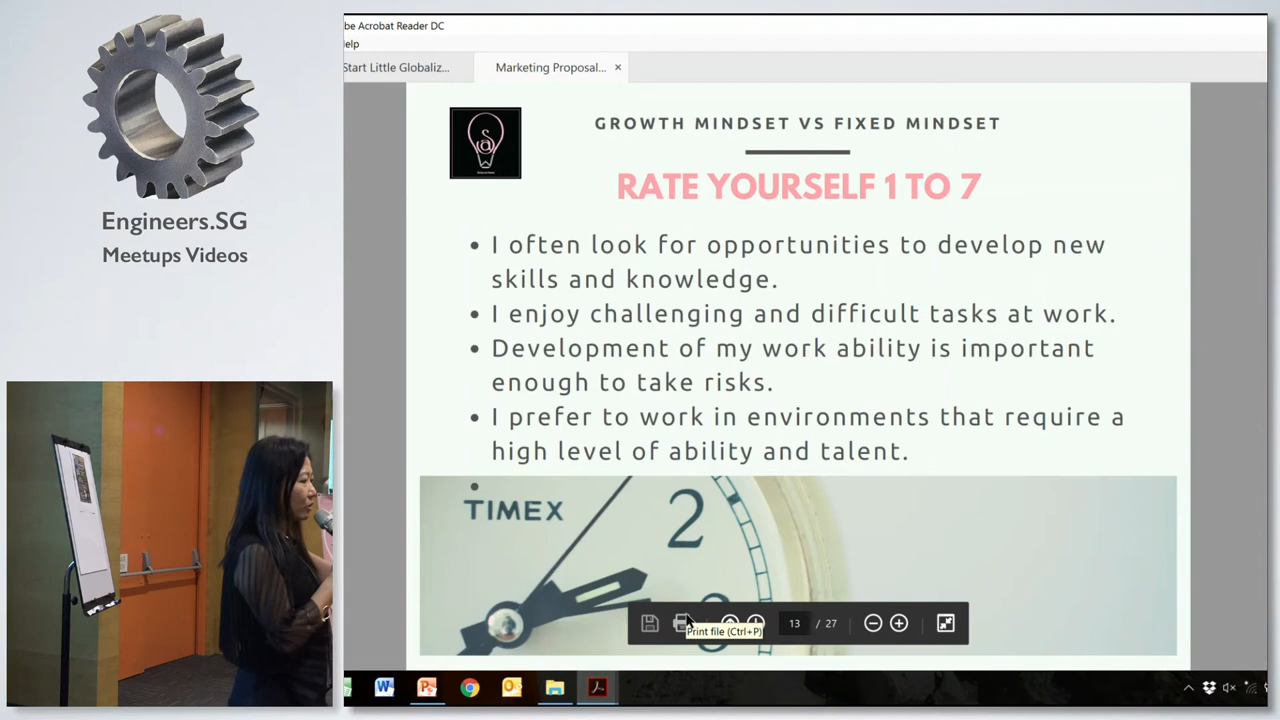 Engineers.SG
Meetups Videos
be Acrobat Reader DC
elp
Start Little Globaliz...
Marketing Proposal...
GROWTH MINDSET VS FIXED MINDSET
RATE YOURSELF 1 TO 7
• I often look for opportunities to develop new
skills and knowledge.
• I enjoy challenging and difficult tasks at work.
• Development of my work ability is important
enough to take risks.
• I prefer to work in environments that require a
high level of ability and talent.
•
TIMEX
2
13 / 27
Print file (Ctrl+P)